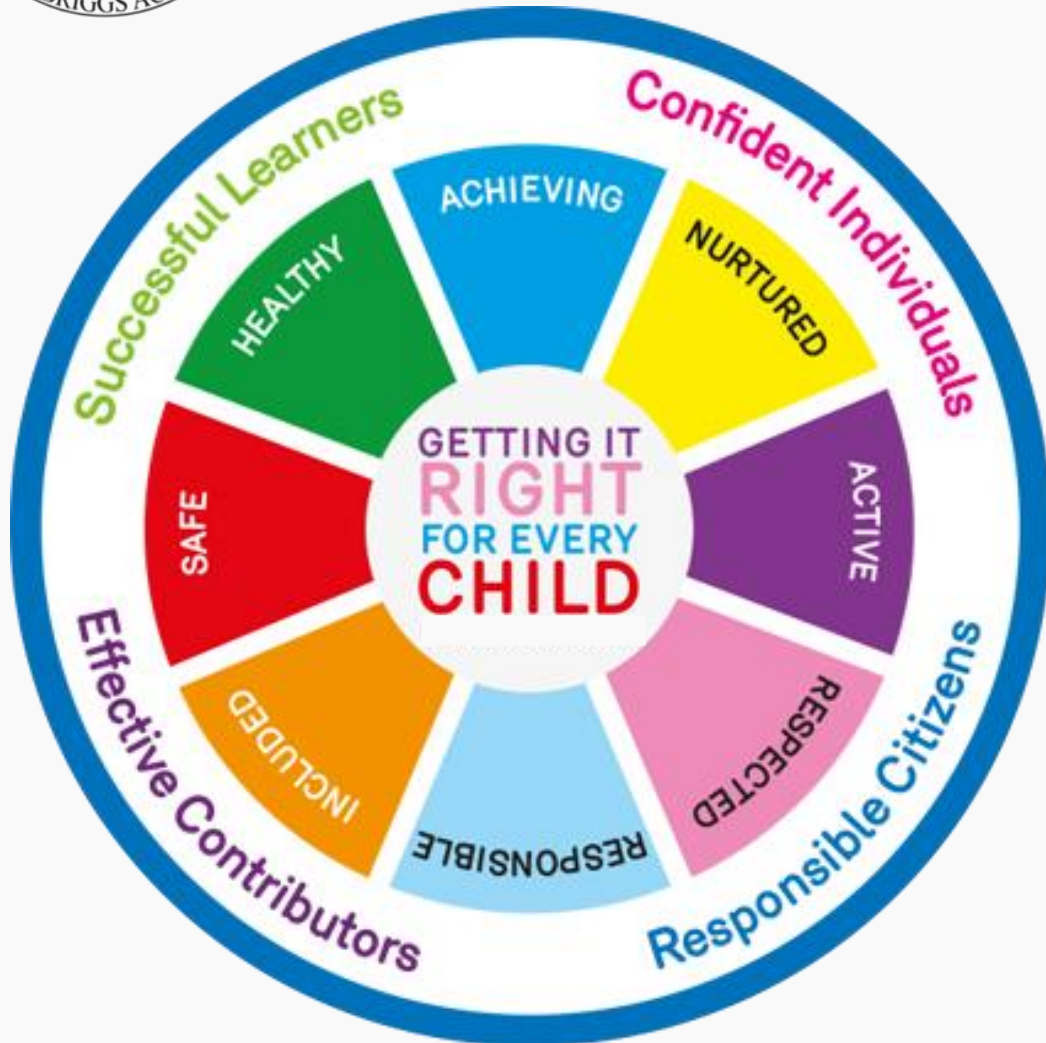 BRIGGS
Successful Learners
Confident Individuals
ACHIEVING
NURTURED
ACTIVE
RESPECTED
RESPONSIBLE
INCLUDED
SAFE
HEALTHY
GETTING IT
RIGHT
FOR EVERY
CHILD
Effective Contributors
Responsible Citizens